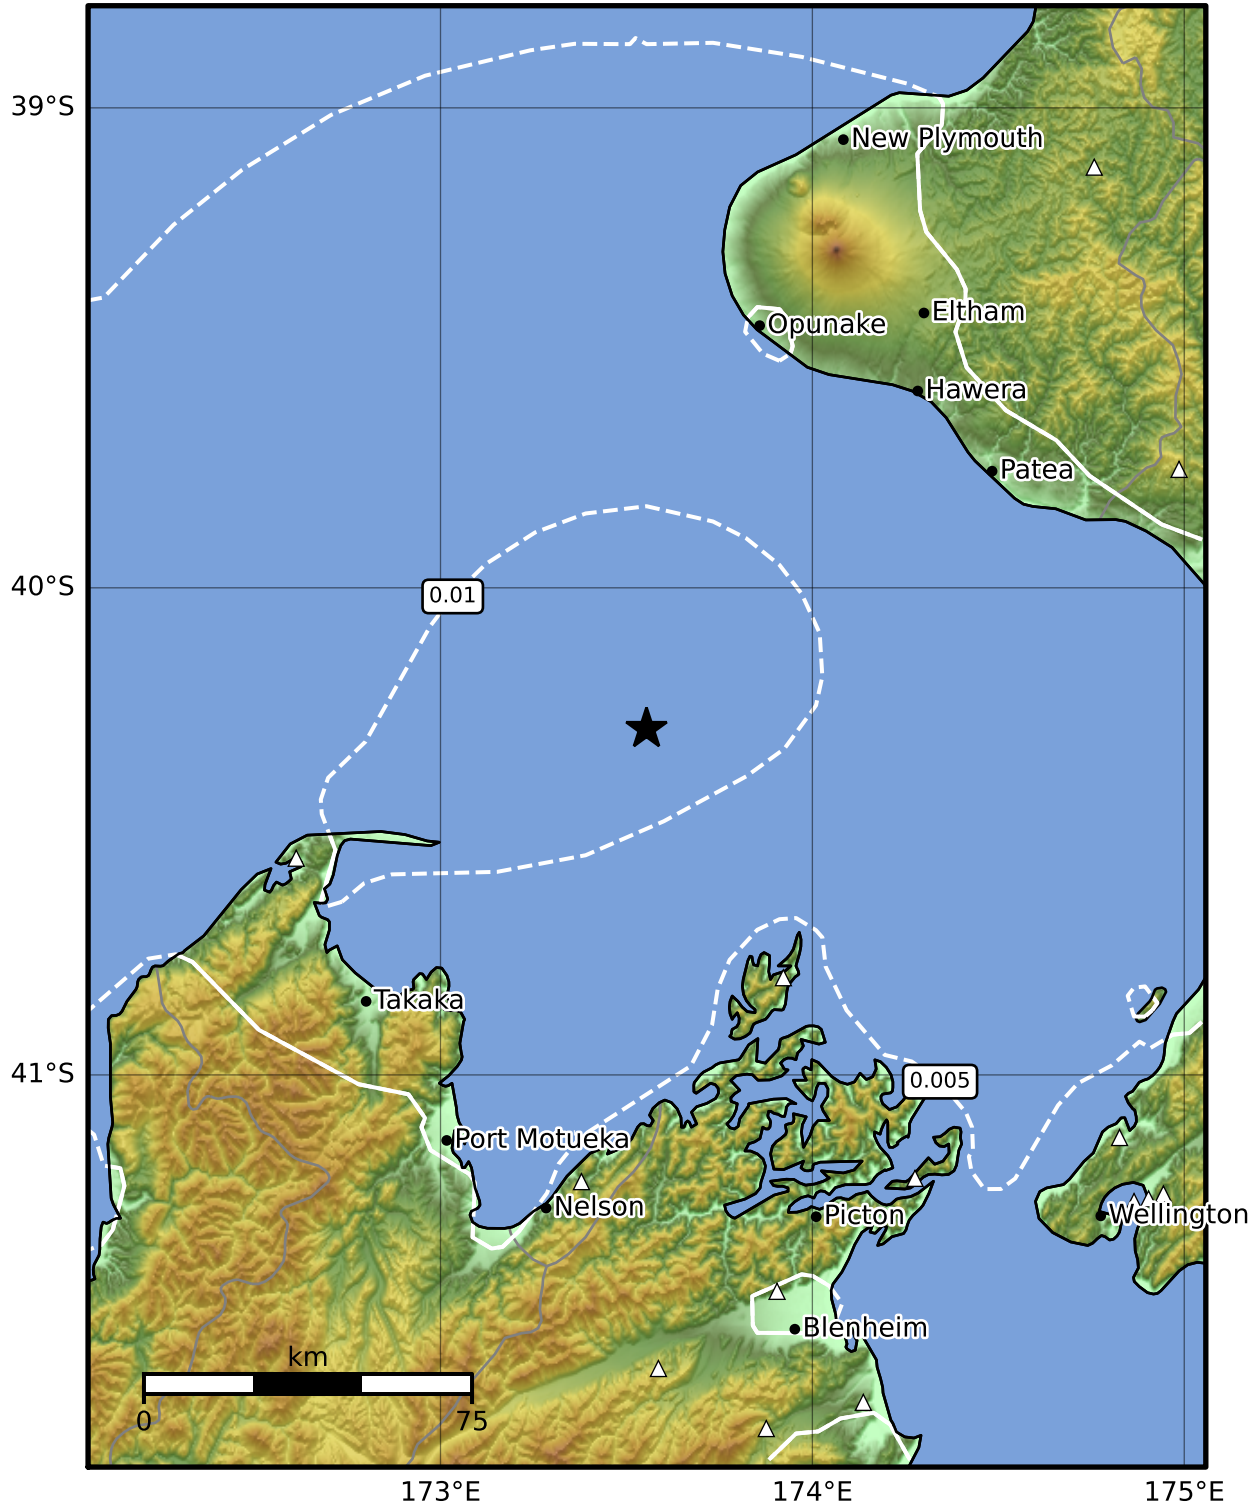 39°S
New Plymouth
Eltham
Opunake
Hawera
Patea
40°S
0.01
Takaka
41°S
0.005
Port Motueka
Nelson
Picton
Wellington
Blenheim
km
0
75
173°E
174°E
175°E